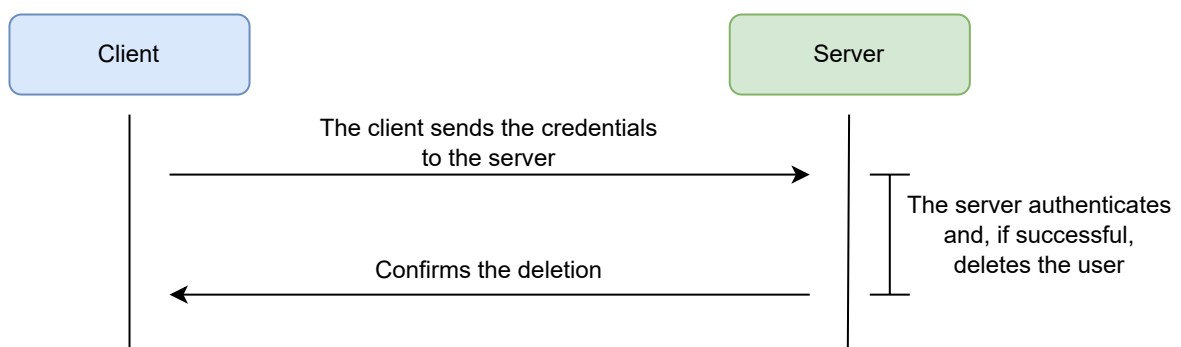 Client
Server
The client sends the credentials
to the server
The server authenticates
and, if successful,
deletes the user
Confirms the deletion